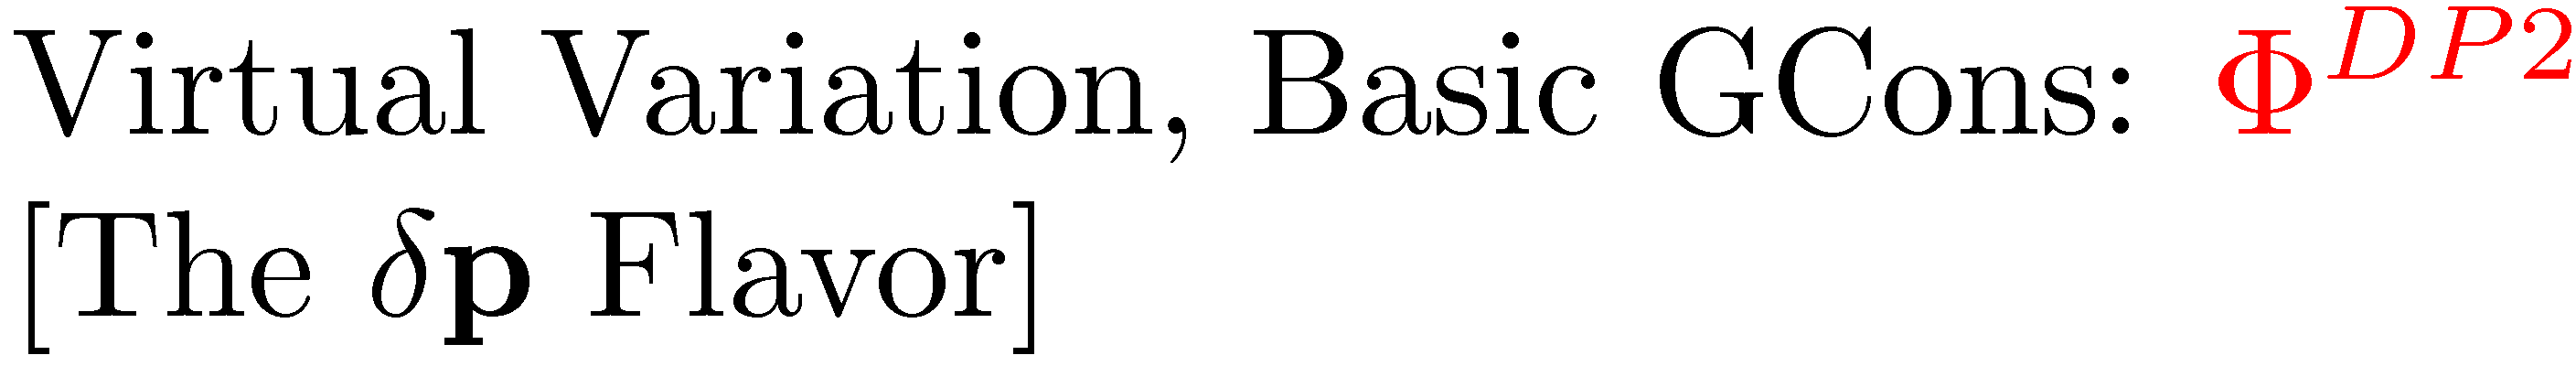 Virtual Variation, Basic GCons: Φ^{DP2}
[The δ𝐩 Flavor]